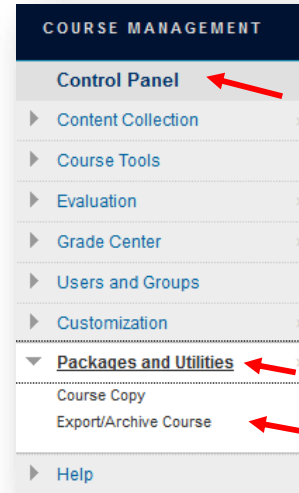 COURSE MANAGEMENT
Control Panel
Content Collection
Course Tools
Evaluation
Grade Center
Users and Groups
Customization
Packages and Utilities
Course Copy
Export/Archive Course
Help